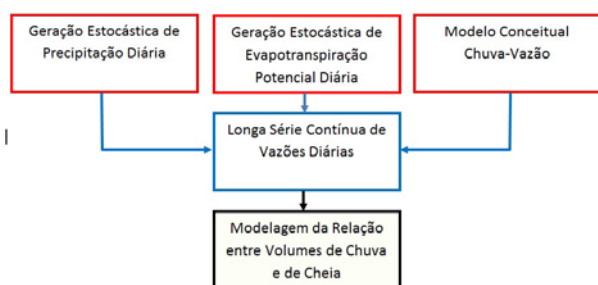 Geração Estocástica de
Precipitação Diária
Geração Estocástica de
Evapotranspiração
Potencial Diária
Modelo Conceitual
Chuva-Vazão
Longa Série Contínua de
Vazões Diárias
Modelagem da Relação
entre Volumes de Chuva
e de Cheia